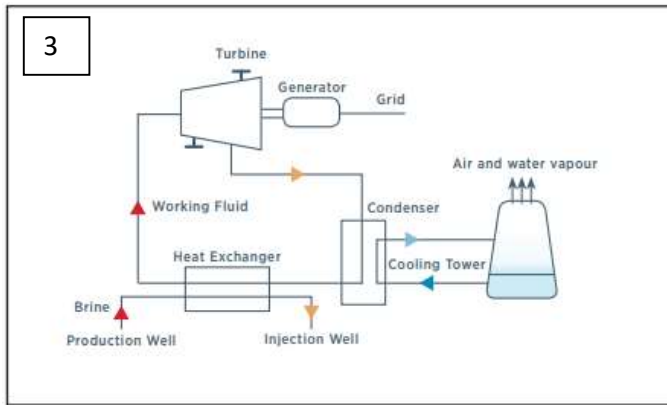 3
Turbine
Generator
Grid
Air and water vapour
Working Fluid
Condenser
Heat Exchanger
Cooling Tower
Brine
Production Well
Injection Well